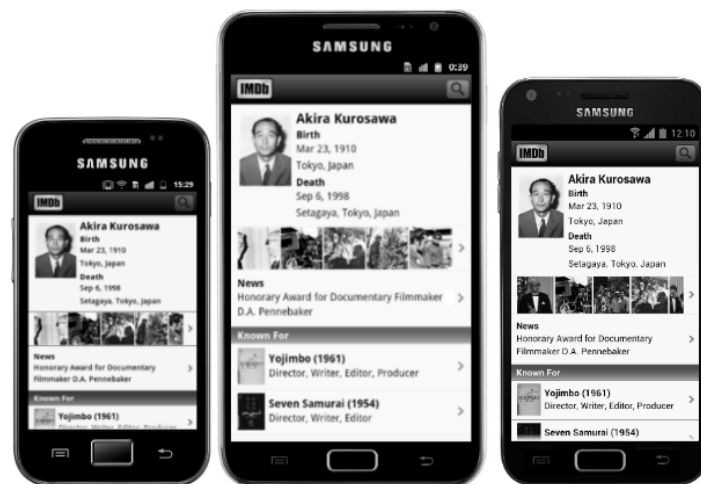 SAMSUNG
15:29
IMDb
Akira Kurosawa
Birth
Mar 23, 1910
Tokyo, Japan
Death
Sep 6, 1998
Setagaya, Tokyo, Japan
News
Honorary Award for Documentary
Filmmaker D.A. Pennebaker
Known For
Yojimbo (1961)
Director, Writer, Editor, Producer
SAMSUNG
0:39
IMDb
Akira Kurosawa
Birth
Mar 23, 1910
Tokyo, Japan
Death
Sep 6, 1998
Setagaya, Tokyo, Japan
News
Honorary Award for Documentary Filmmaker
D.A. Pennebaker
Known For
Yojimbo (1961)
Director, Writer, Editor, Producer
Seven Samurai (1954)
Director, Writer, Editor
SAMSUNG
12:10
IMDb
Akira Kurosawa
Birth
Mar 23, 1910
Tokyo, Japan
Death
Sep 6, 1998
Setagaya, Tokyo, Japan
News
Honorary Award for Documentary
Filmmaker D.A. Pennebaker
Known For
Yojimbo (1961)
Director, Writer, Editor, Producer
Seven Samurai (1954)